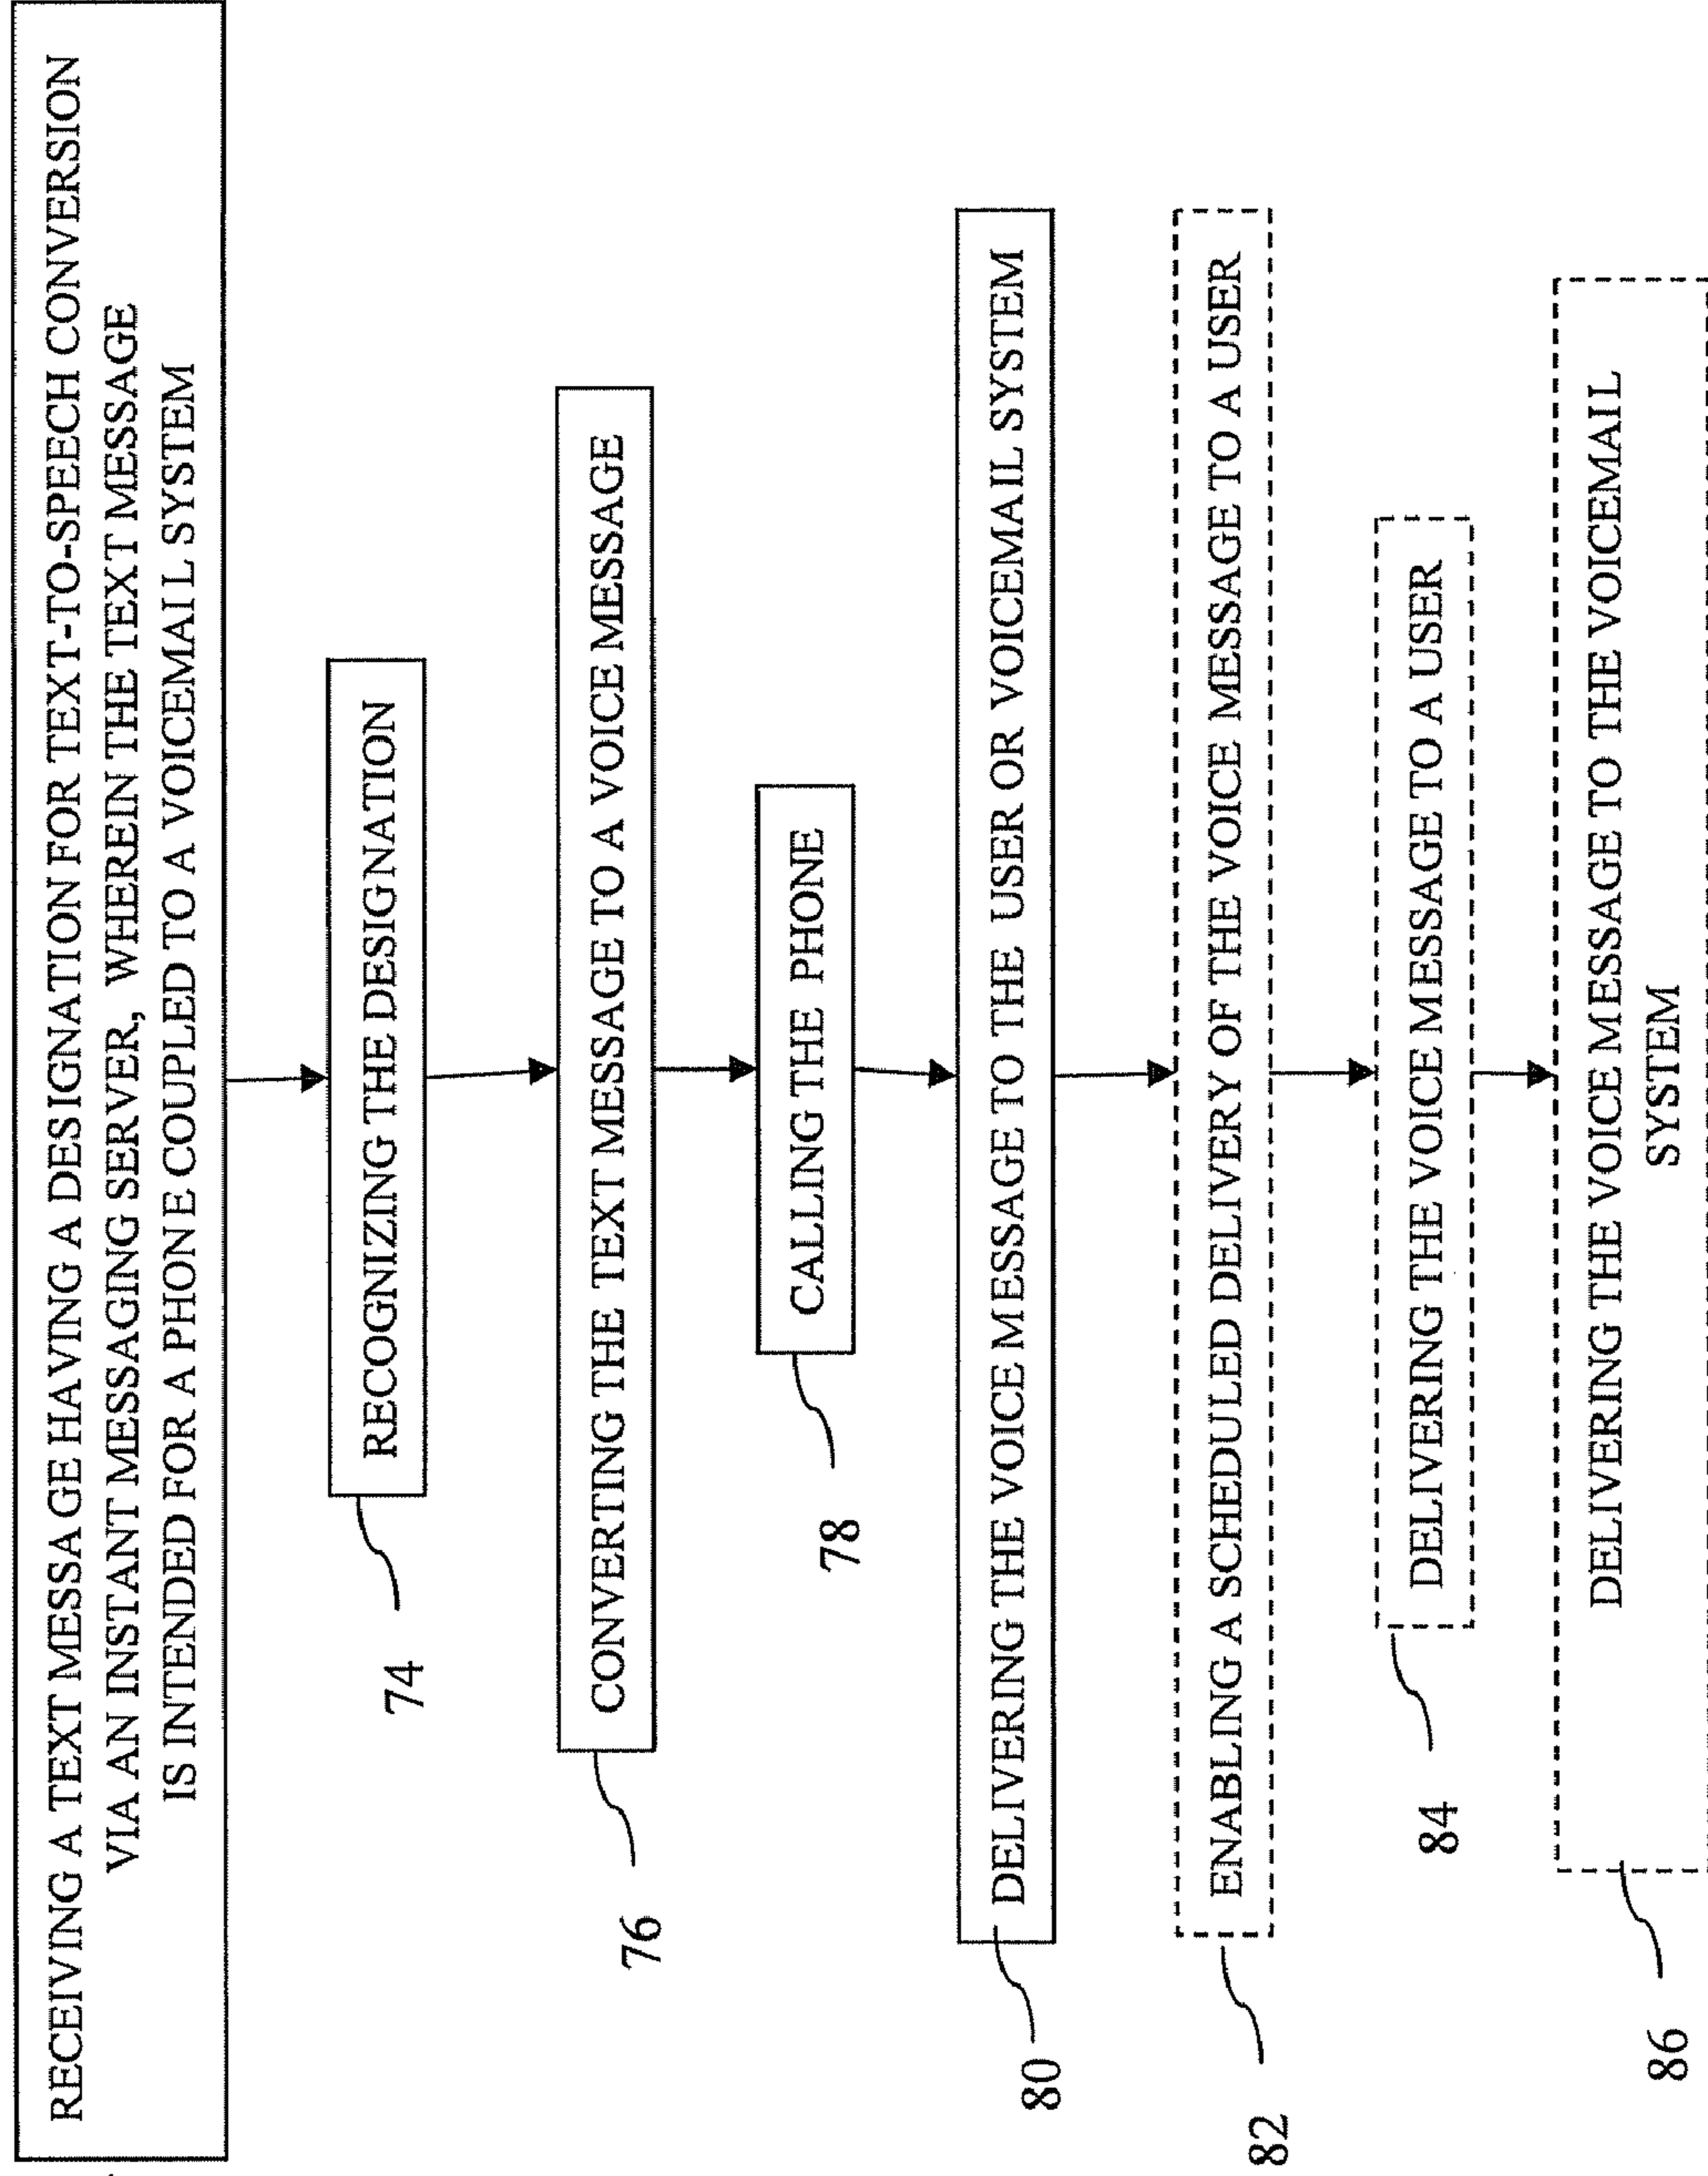 RECEIVING A TEXT MESSAGE HAVING A DESIGNATION FOR TEXT-TO-SPEECH CONVERSION
VIA AN INSTANT MESSAGING SERVER, WHEREIN THE TEXT MESSAGE
IS INTENDED FOR A PHONE COUPLED TO A VOICEMAIL SYSTEM
74
RECOGNIZING THE DESIGNATION
76
CONVERTING THE TEXT MESSAGE TO A VOICE MESSAGE
78
CALLING THE PHONE
80
DELIVERING THE VOICE MESSAGE TO THE USER OR VOICEMAIL SYSTEM
82
ENABLING A SCHEDULED DELIVERY OF THE VOICE MESSAGE TO A USER
84
DELIVERING THE VOICE MESSAGE TO A USER
86
DELIVERING THE VOICE MESSAGE TO THE VOICEMAIL
SYSTEM